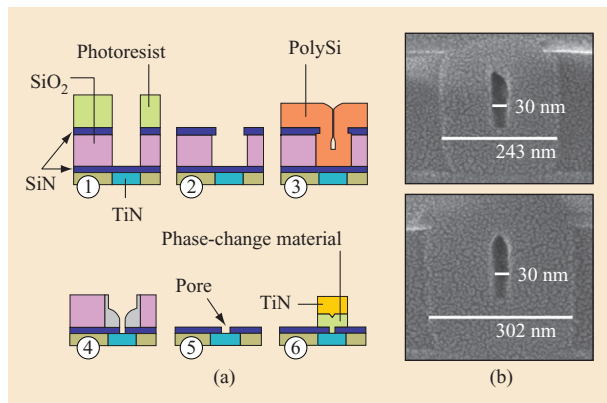 Photoresist
SiO2
PolySi
SiN
TiN
1
2
3
Phase-change material
TiN
Pore
4
5
6
(a)
30 nm
243 nm
30 nm
302 nm
(b)